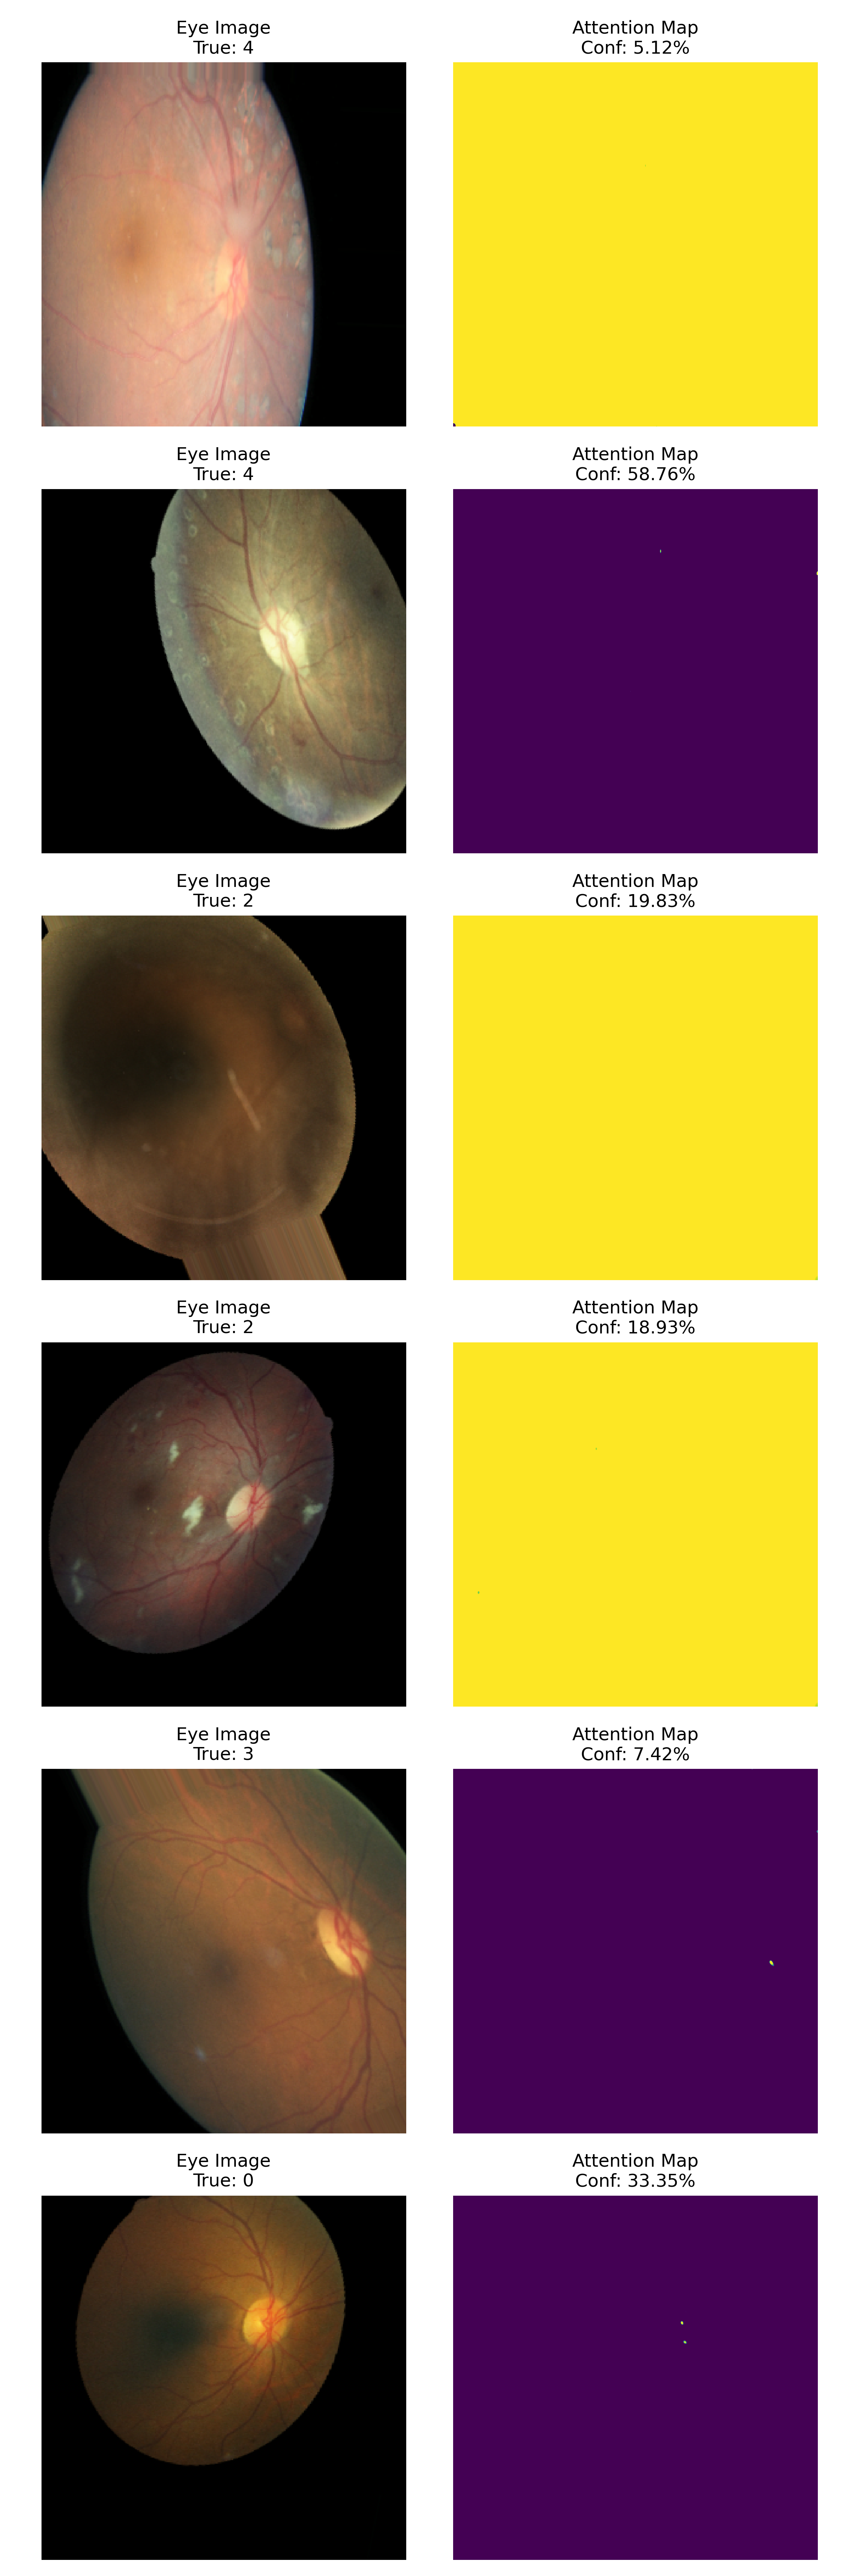 Eye Image
True: 4
Attention Map
Conf: 5.12%
Eye Image
True: 4
Attention Map
Conf: 58.76%
Eye Image
True: 2
Attention Map
Conf: 19.83%
Eye Image
True: 2
Attention Map
Conf: 18.93%
Eye Image
True: 3
Attention Map
Conf: 7.42%
Eye Image
True: 0
Attention Map
Conf: 33.35%